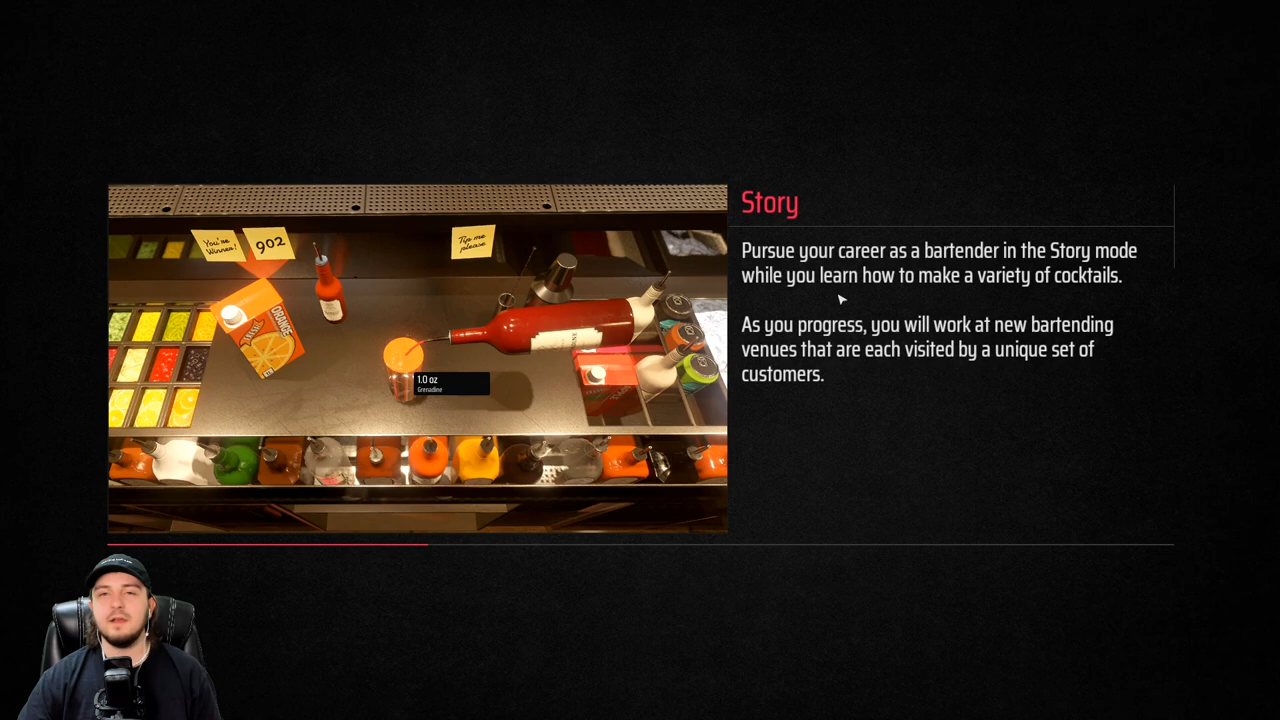 Story
Pursue your career as a bartender in the Story mode
while you learn how to make a variety of cocktails.
As you progress, you will work at new bartending
venues that are each visited by a unique set of
customers.
You're
Winner!
902
Tip me
please
ORANGE
1.0 oz
Grenadine